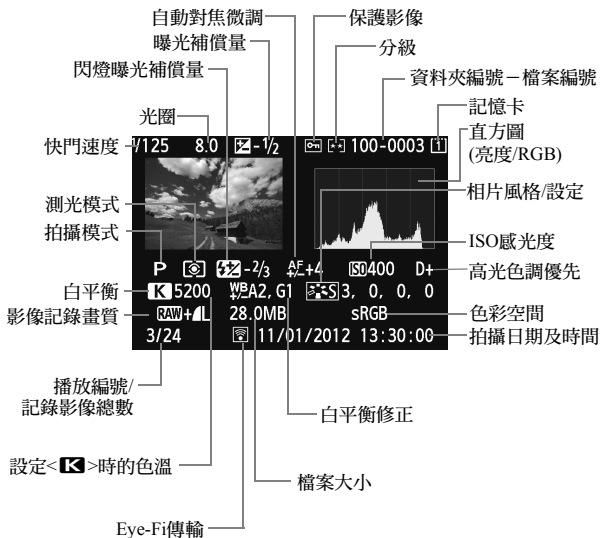 自動對焦微調
保護影像
曝光補償量
分級
閃燈曝光補償量
資料夾編號－檔案編號
光圈
記憶卡
快門速度
/125 8.0 -1/2 100-0003 1
直方圖
(亮度/RGB)
相片風格/設定
測光模式
拍攝模式
ISO感光度
P -2/3 AF+4 ISO400 D+
高光色調優先
白平衡
K 5200 WB A2, G1 S 3, 0, 0, 0
影像記錄畫質
RAW+L 28.0MB sRGB
色彩空間
3/24 11/01/2012 13:30:00
拍攝日期及時間
播放編號/
記錄影像總數
白平衡修正
設定<K>時的色溫
檔案大小
Eye-Fi傳輸